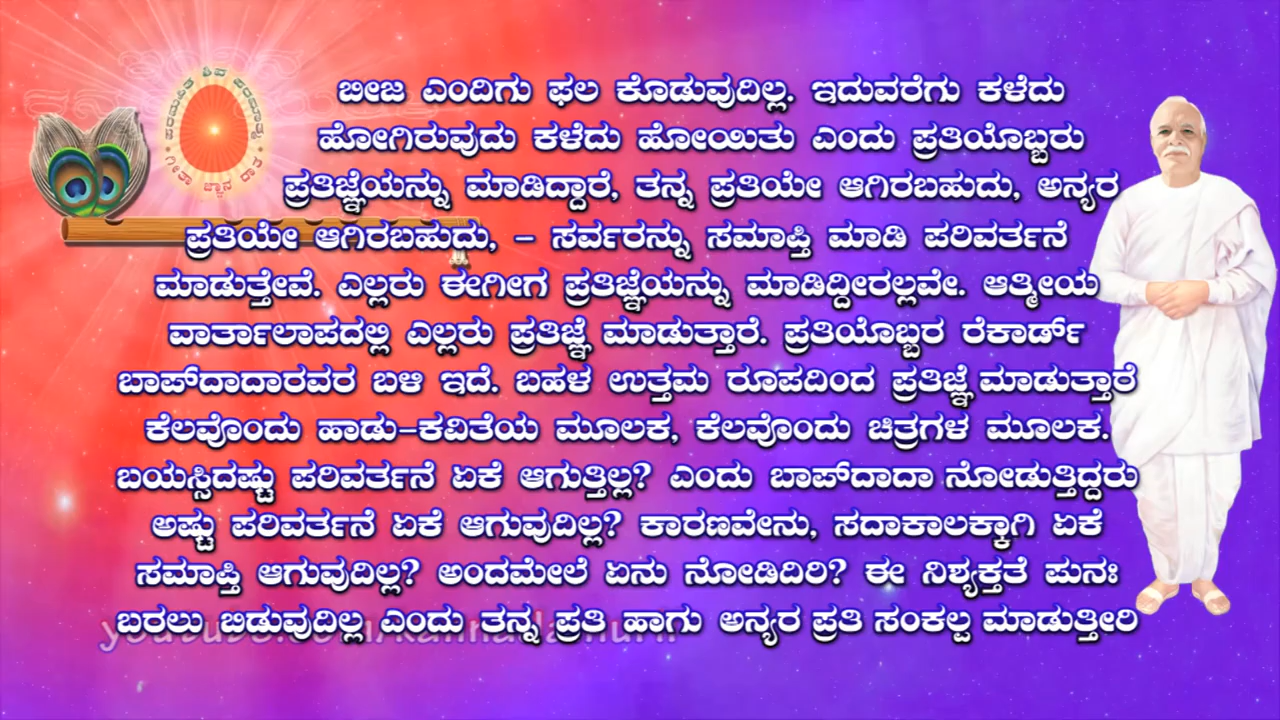 ಪರಮಪಿತ ಶಿವ ಪರಮಾತ್ಮ
ಗೀತಾ ಜ್ಞಾನ ದಾತ
ಬೀಜ ಎಂದಿಗು ಫಲ ಕೊಡುವುದಿಲ್ಲ. ಇದುವರೆಗು ಕಳೆದು
ಹೋಗಿರುವುದು ಕಳೆದು ಹೋಯಿತು ಎಂದು ಪ್ರತಿಯೊಬ್ಬರು
ಪ್ರತಿಜ್ಞೆಯನ್ನು ಮಾಡಿದ್ದಾರೆ, ತನ್ನ ಪ್ರತಿಯೇ ಆಗಿರಬಹುದು, ಅನ್ಯರ
ಪ್ರತಿಯೇ ಆಗಿರಬಹುದು, – ಸರ್ವರನ್ನು ಸಮಾಪ್ತಿ ಮಾಡಿ ಪರಿವರ್ತನೆ
ಮಾಡುತ್ತೇವೆ. ಎಲ್ಲರು ಈಗೀಗ ಪ್ರತಿಜ್ಞೆಯನ್ನು ಮಾಡಿದ್ದೀರಲ್ಲವೇ. ಆತ್ಮೀಯ
ವಾರ್ತಾಲಾಪದಲ್ಲಿ ಎಲ್ಲರು ಪ್ರತಿಜ್ಞೆ ಮಾಡುತ್ತಾರೆ. ಪ್ರತಿಯೊಬ್ಬರ ರೆಕಾರ್ಡ್
ಬಾಪ್‌ದಾದಾರವರ ಬಳಿ ಇದೆ. ಬಹಳ ಉತ್ತಮ ರೂಪದಿಂದ ಪ್ರತಿಜ್ಞೆ ಮಾಡುತ್ತಾರೆ
ಕೆಲವೊಂದು ಹಾಡು–ಕವಿತೆಯ ಮೂಲಕ, ಕೆಲವೊಂದು ಚಿತ್ರಗಳ ಮೂಲಕ.
ಬಯಸ್ಸಿದಷ್ಟು ಪರಿವರ್ತನೆ ಏಕೆ ಆಗುತ್ತಿಲ್ಲ? ಎಂದು ಬಾಪ್‌ದಾದಾ ನೋಡುತ್ತಿದ್ದರು
ಅಷ್ಟು ಪರಿವರ್ತನೆ ಏಕೆ ಆಗುವುದಿಲ್ಲ? ಕಾರಣವೇನು, ಸದಾಕಾಲಕ್ಕಾಗಿ ಏಕೆ
ಸಮಾಪ್ತಿ ಆಗುವುದಿಲ್ಲ? ಅಂದಮೇಲೆ ಏನು ನೋಡಿದಿರಿ? ಈ ನಿಶ್ಯಕ್ತತೆ ಪುನಃ
ಬರಲು ಬಿಡುವುದಿಲ್ಲ ಎಂದು ತನ್ನ ಪ್ರತಿ ಹಾಗು ಅನ್ಯರ ಪ್ರತಿ ಸಂಕಲ್ಪ ಮಾಡುತ್ತೀರಿ